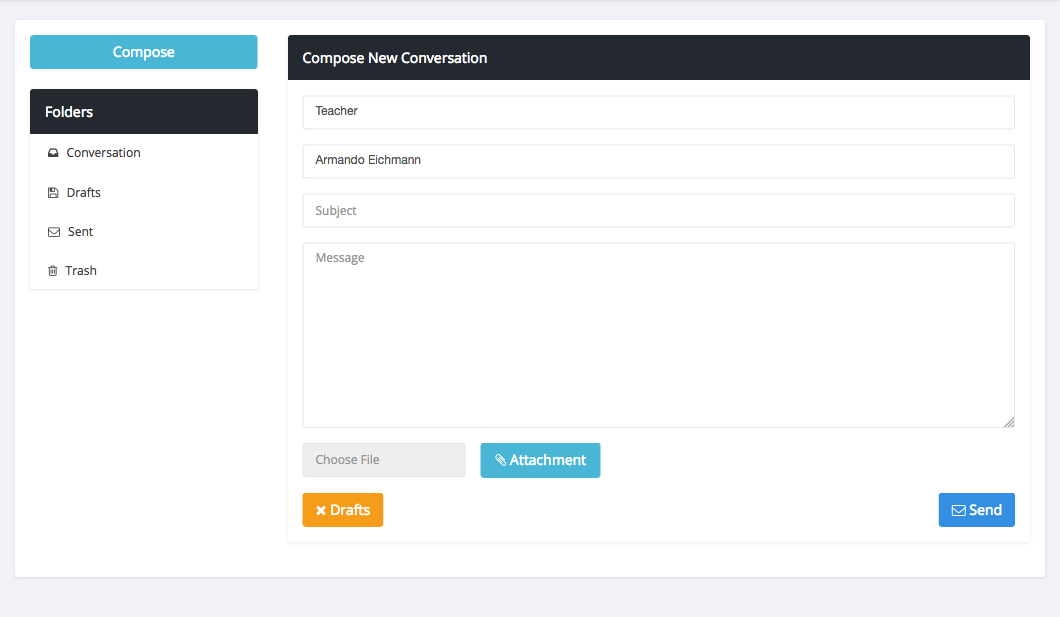 Compose
Folders
Conversation
Drafts
Sent
Trash
Compose New Conversation
Teacher
Armando Eichmann
Subject
Message
Choose File
Attachment
Drafts
Send